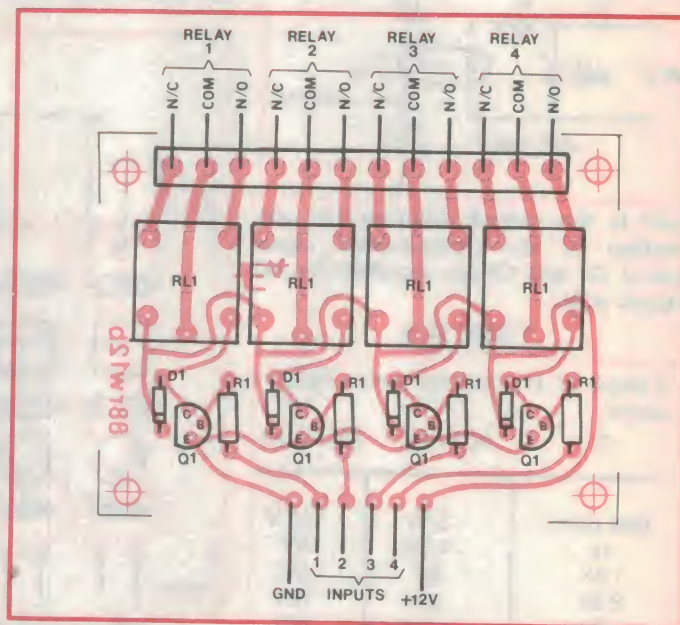 RELAY RELAY RELAY RELAY
1 2 3 4
N/C COM N/O N/C COM N/O N/C COM N/O N/C COM N/O
RL1 RL1 RL1 RL1
D1 R1 D1 R1 D1 R1 D1 R1
C B E C B E C B E C B E
Q1 Q1 Q1 Q1
1 2 3 4
GND INPUTS +12V